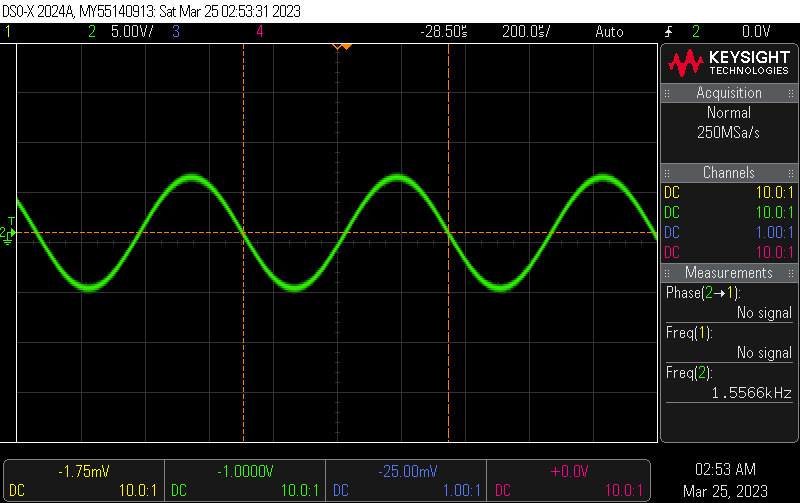 DSO-X 2024A, MY55140913: Sat Mar 25 02:53:31 2023
1 2 5.00V/ 3 4 -28.50s 200.0s/ Auto 2 0.0V
KEYSIGHT
TECHNOLOGIES
Acquisition
Normal
250MSa/s
Channels
DC 10.0:1
DC 10.0:1
DC 1.00:1
DC 10.0:1
Measurements
Phase(2→1):
No signal
Freq(1):
No signal
Freq(2):
1.5566kHz
T
2
-1.75mV -1.0000V -25.00mV +0.0V
DC 10.0:1 DC 10.0:1 DC 1.00:1 DC 10.0:1
02:53 AM
Mar 25, 2023